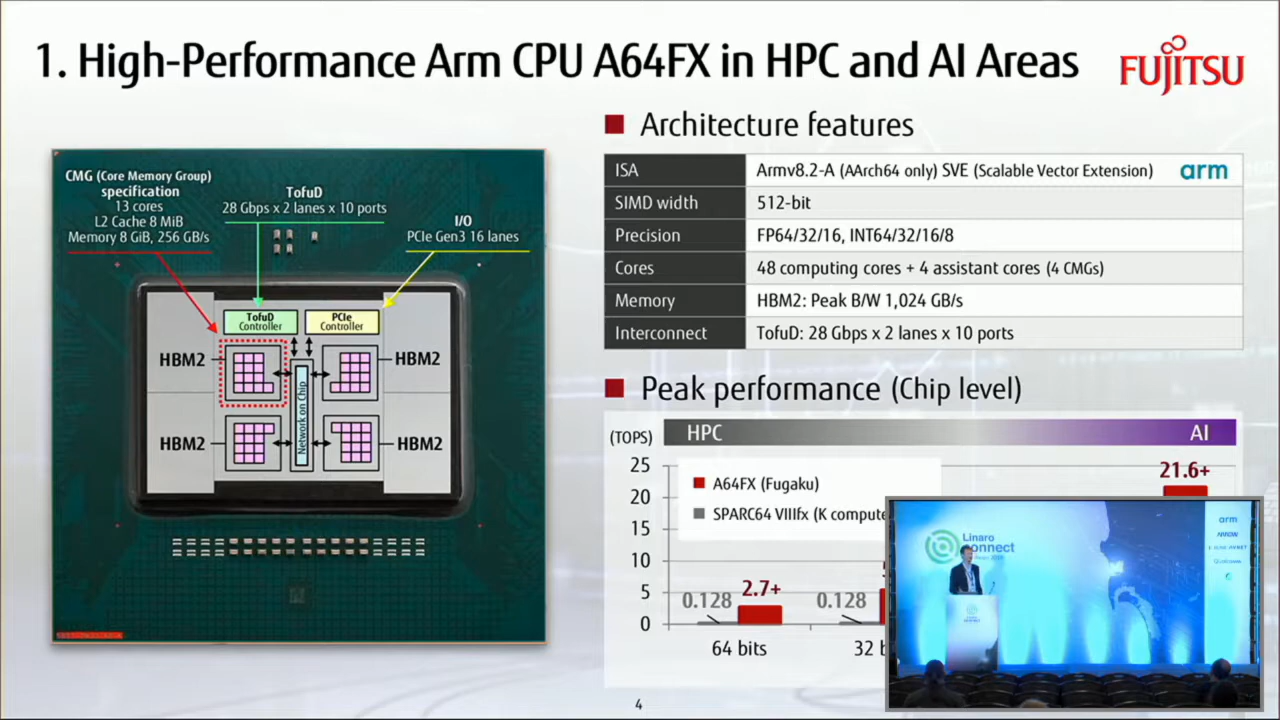 1. High-Performance Arm CPU A64FX in HPC and AI Areas
FUJITSU
CMG (Core Memory Group)
specification
13 cores
L2 Cache 8 MiB
Memory 8 GiB, 256 GB/s
TofuD
28 Gbps x 2 lanes x 10 ports
I/O
PCIe Gen3 16 lanes
TofuD
Controller
PCIe
Controller
HBM2
HBM2
Network on Chip
HBM2
HBM2
Architecture features
ISA Armv8.2-A (AArch64 only) SVE (Scalable Vector Extension) arm
SIMD width 512-bit
Precision FP64/32/16, INT64/32/16/8
Cores 48 computing cores + 4 assistant cores (4 CMGs)
Memory HBM2: Peak B/W 1,024 GB/s
Interconnect TofuD: 28 Gbps x 2 lanes x 10 ports
Peak performance (Chip level)
(TOPS) HPC AI
25
20
15
10
5
0
A64FX (Fugaku)
SPARC64 VIIIfx (K compute
21.6+
0.128 2.7+ 0.128
64 bits 32 b
Linaro
connect
arm
ARROW
Qualcomm
4